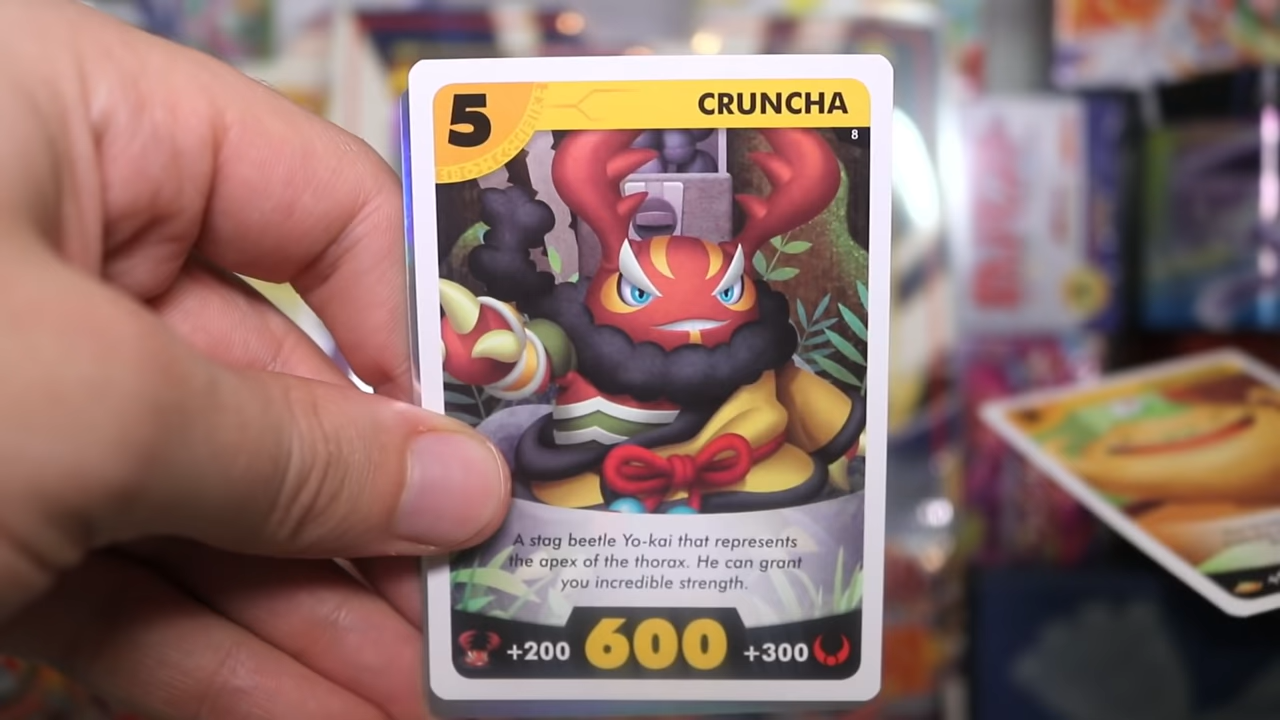 5
CRUNCHA
8
A stag beetle Yo-kai that represents
the apex of the thorax. He can grant
you incredible strength.
+200 600 +300